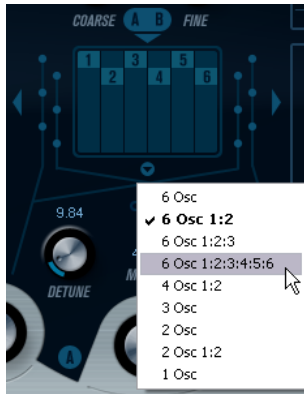 COARSE A B FINE
1 3 5
2 4 6
9.84
DETUNE
A
6 Osc
✓ 6 Osc 1:2
6 Osc 1:2:3
6 Osc 1:2:3:4:5:6
4 Osc 1:2
3 Osc
2 Osc
2 Osc 1:2
1 Osc